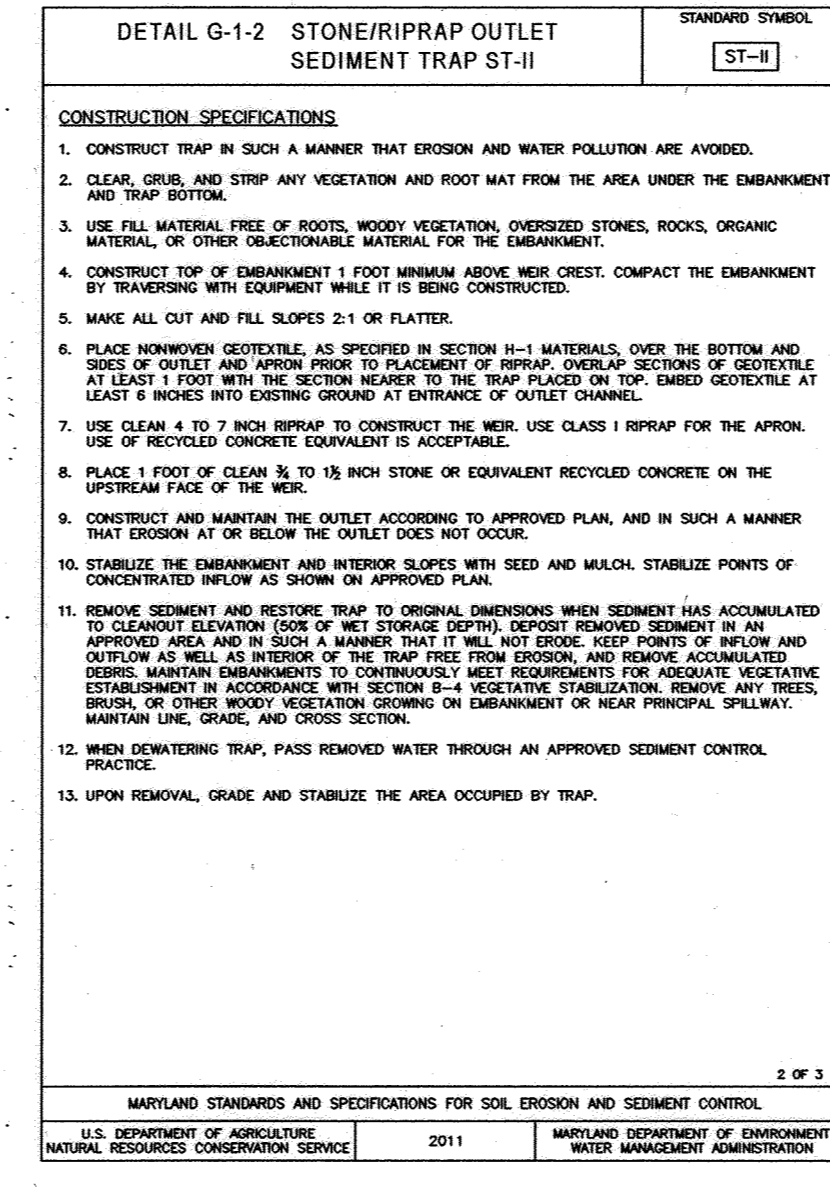 DETAIL G-1-2 STONE/RIPRAP OUTLET
SEDIMENT TRAP ST-II
STANDARD SYMBOL
ST-II
CONSTRUCTION SPECIFICATIONS
1. CONSTRUCT TRAP IN SUCH A MANNER THAT EROSION AND WATER POLLUTION ARE AVOIDED.
2. CLEAR, GRUB, AND STRIP ANY VEGETATION AND ROOT MAT FROM THE AREA UNDER THE EMBANKMENT
AND TRAP BOTTOM.
3. USE FILL MATERIAL FREE OF ROOTS, WOODY VEGETATION, OVERSIZED STONES, ROCKS, ORGANIC
MATERIAL, OR OTHER OBJECTIONABLE MATERIAL FOR THE EMBANKMENT.
4. CONSTRUCT TOP OF EMBANKMENT 1 FOOT MINIMUM ABOVE WEIR CREST. COMPACT THE EMBANKMENT
BY TRAVERSING WITH EQUIPMENT WHILE IT IS BEING CONSTRUCTED.
5. MAKE ALL CUT AND FILL SLOPES 2:1 OR FLATTER.
6. PLACE NONWOVEN GEOTEXTILE, AS SPECIFIED IN SECTION H-1 MATERIALS, OVER THE BOTTOM AND
SIDES OF OUTLET AND APRON PRIOR TO PLACEMENT OF RIPRAP. OVERLAP SECTIONS OF GEOTEXTILE
AT LEAST 1 FOOT WITH THE SECTION NEARER TO THE TRAP PLACED ON TOP. EMBED GEOTEXTILE AT
LEAST 6 INCHES INTO EXISTING GROUND AT ENTRANCE OF OUTLET CHANNEL.
7. USE CLEAN 4 TO 7 INCH RIPRAP TO CONSTRUCT THE WEIR. USE CLASS I RIPRAP FOR THE APRON.
USE OF RECYCLED CONCRETE EQUIVALENT IS ACCEPTABLE.
8. PLACE 1 FOOT OF CLEAN ¾ TO 1½ INCH STONE OR EQUIVALENT RECYCLED CONCRETE ON THE
UPSTREAM FACE OF THE WEIR.
9. CONSTRUCT AND MAINTAIN THE OUTLET ACCORDING TO APPROVED PLAN, AND IN SUCH A MANNER
THAT EROSION AT OR BELOW THE OUTLET DOES NOT OCCUR.
10. STABILIZE THE EMBANKMENT AND INTERIOR SLOPES WITH SEED AND MULCH. STABILIZE POINTS OF
CONCENTRATED INFLOW AS SHOWN ON APPROVED PLAN.
11. REMOVE SEDIMENT AND RESTORE TRAP TO ORIGINAL DIMENSIONS WHEN SEDIMENT HAS ACCUMULATED
TO CLEANOUT ELEVATION (50% OF WET STORAGE DEPTH). DEPOSIT REMOVED SEDIMENT IN AN
APPROVED AREA AND IN SUCH A MANNER THAT IT WILL NOT ERODE. KEEP POINTS OF INFLOW AND
OUTFLOW AS WELL AS INTERIOR OF THE TRAP FREE FROM EROSION, AND REMOVE ACCUMULATED
DEBRIS. MAINTAIN EMBANKMENTS TO CONTINUOUSLY MEET REQUIREMENTS FOR ADEQUATE VEGETATIVE
ESTABLISHMENT IN ACCORDANCE WITH SECTION B-4 VEGETATIVE STABILIZATION. REMOVE ANY TREES,
BRUSH, OR OTHER WOODY VEGETATION GROWING ON EMBANKMENT OR NEAR PRINCIPAL SPILLWAY.
MAINTAIN LINE, GRADE, AND CROSS SECTION.
12. WHEN DEWATERING TRAP, PASS REMOVED WATER THROUGH AN APPROVED SEDIMENT CONTROL
PRACTICE.
13. UPON REMOVAL, GRADE AND STABILIZE THE AREA OCCUPIED BY TRAP.
2 OF 3
MARYLAND STANDARDS AND SPECIFICATIONS FOR SOIL EROSION AND SEDIMENT CONTROL
U.S. DEPARTMENT OF AGRICULTURE
NATURAL RESOURCES CONSERVATION SERVICE
2011
MARYLAND DEPARTMENT OF ENVIRONMENT
WATER MANAGEMENT ADMINISTRATION